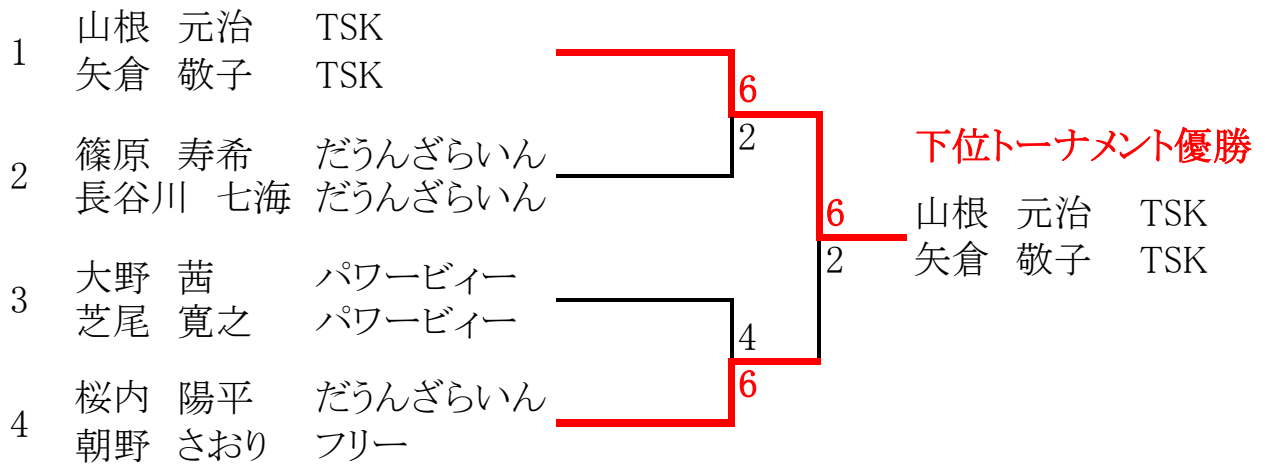 1
山根 元治 TSK
矢倉 敬子 TSK
2
篠原 寿希 だうんざらいん
長谷川 七海 だうんざらいん
3
大野 茜 パワービィー
芝尾 寛之 パワービィー
4
桜内 陽平 だうんざらいん
朝野 さおり フリー
6
2
4
6
6
2
下位トーナメント優勝
山根 元治 TSK
矢倉 敬子 TSK